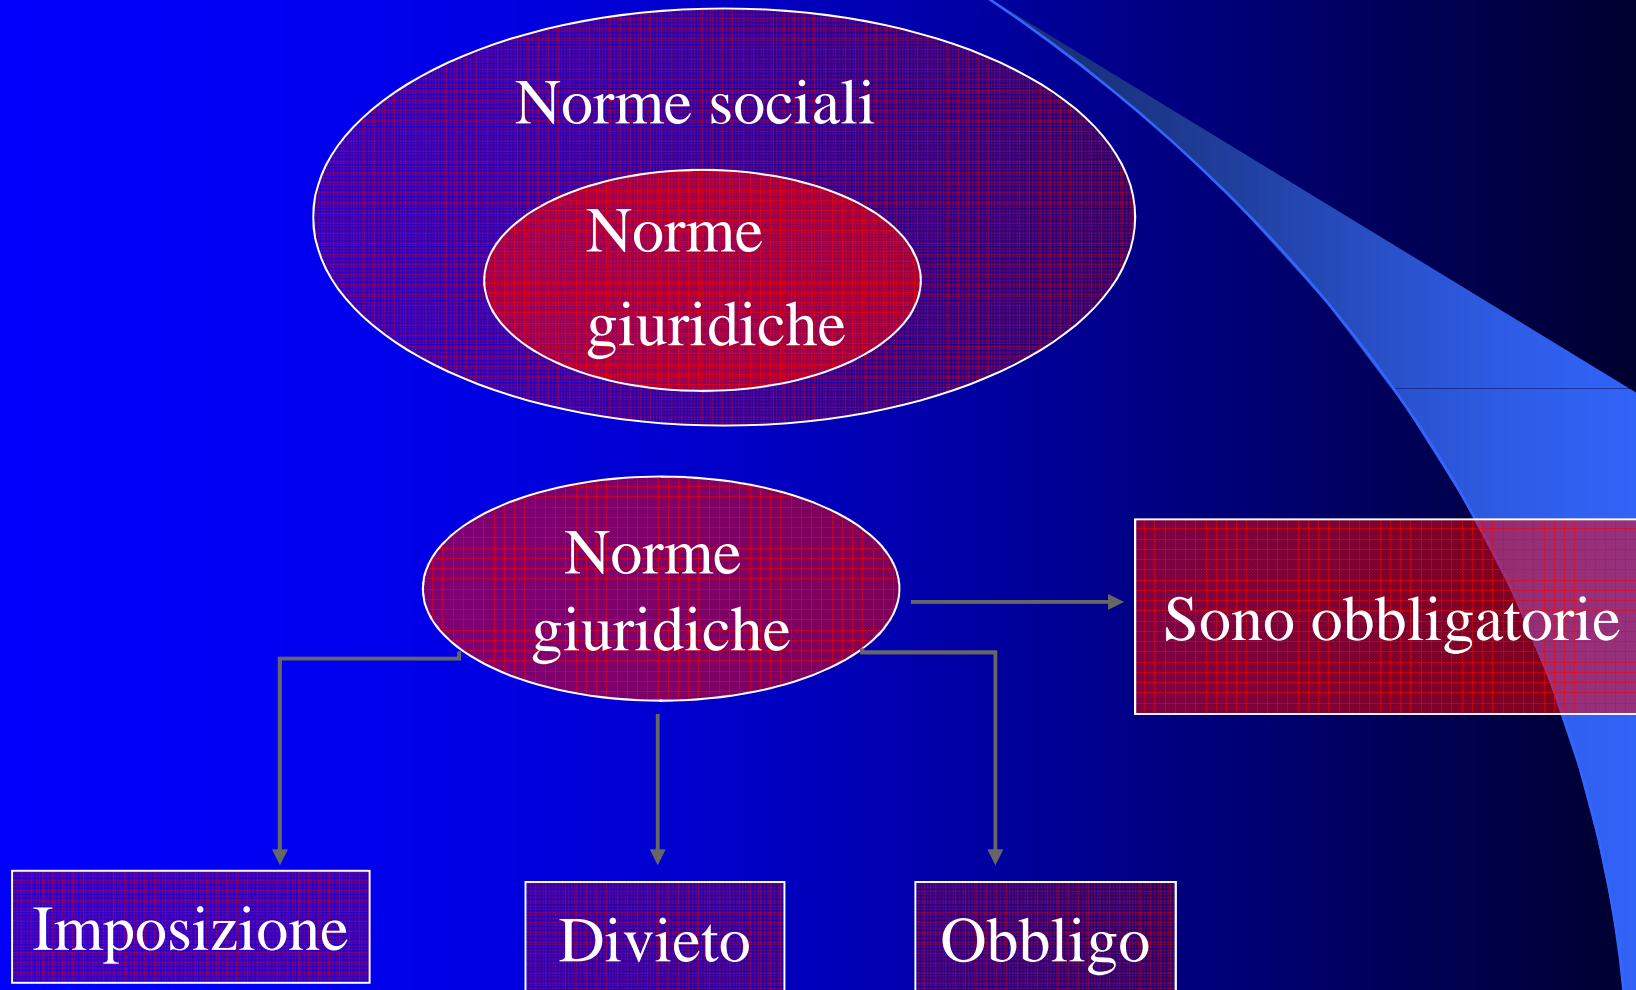 Norme sociali
Norme
giuridiche
Norme
giuridiche
Sono obbligatorie
Imposizione
Divieto
Obbligo